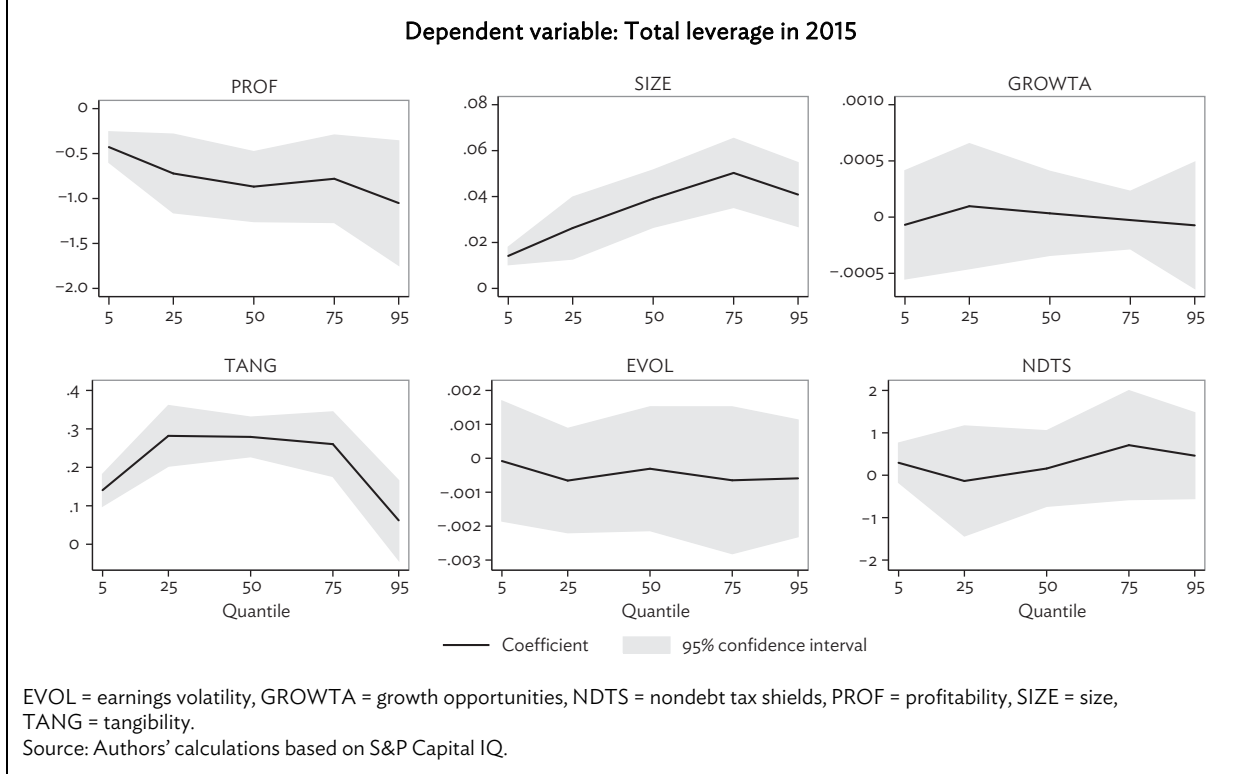 Dependent variable: Total leverage in 2015
PROF
0
−0.5
−1.0
−1.5
−2.0
5 25 50 75 95
SIZE
.08
.06
.04
.02
0
5 25 50 75 95
GROWTA
.0010
.0005
0
−.0005
5 25 50 75 95
TANG
.4
.3
.2
.1
0
5 25 50 75 95
Quantile
EVOL
.002
.001
0
−.001
−.002
−.003
5 25 50 75 95
Quantile
NDTS
2
1
0
−1
−2
5 25 50 75 95
Quantile
Coefficient 95% confidence interval
EVOL = earnings volatility, GROWTA = growth opportunities, NDTS = nondebt tax shields, PROF = profitability, SIZE = size,
TANG = tangibility.
Source: Authors’ calculations based on S&P Capital IQ.